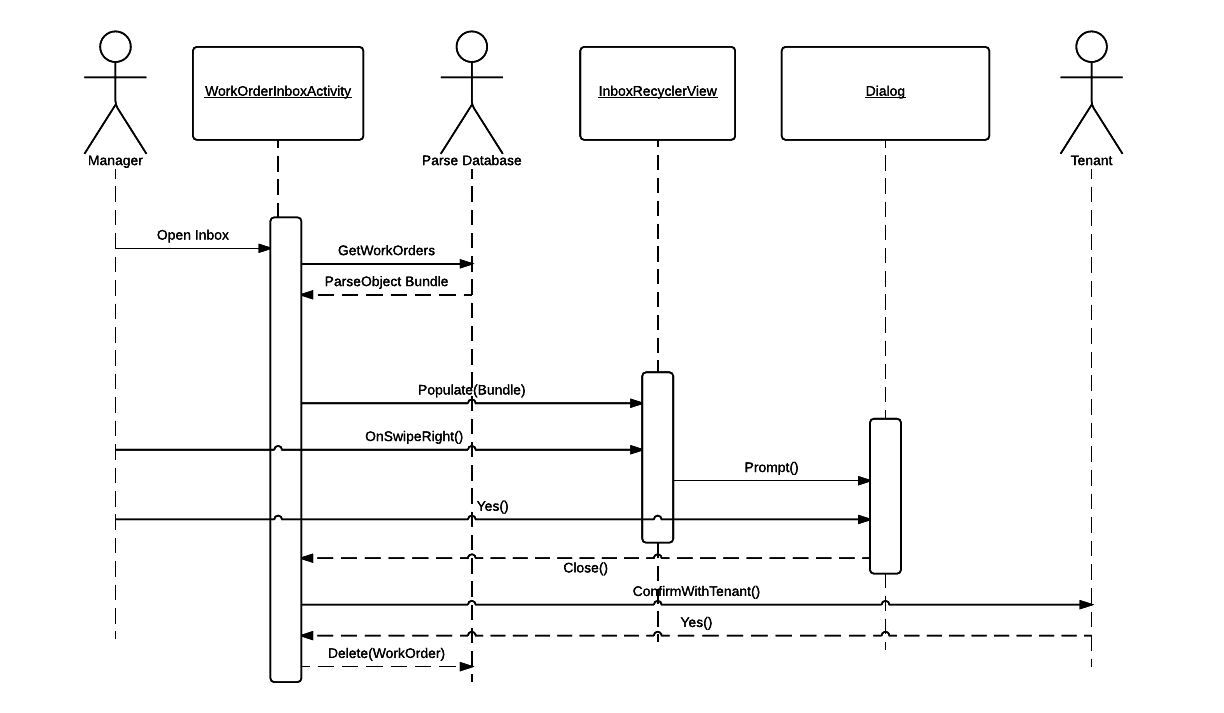 WorkOrderInboxActivity
InboxRecyclerView
Dialog
Manager
Parse Database
Tenant
Open Inbox
GetWorkOrders
ParseObject Bundle
Populate(Bundle)
OnSwipeRight()
Prompt()
Yes()
Close()
ConfirmWithTenant()
Yes()
Delete(WorkOrder)